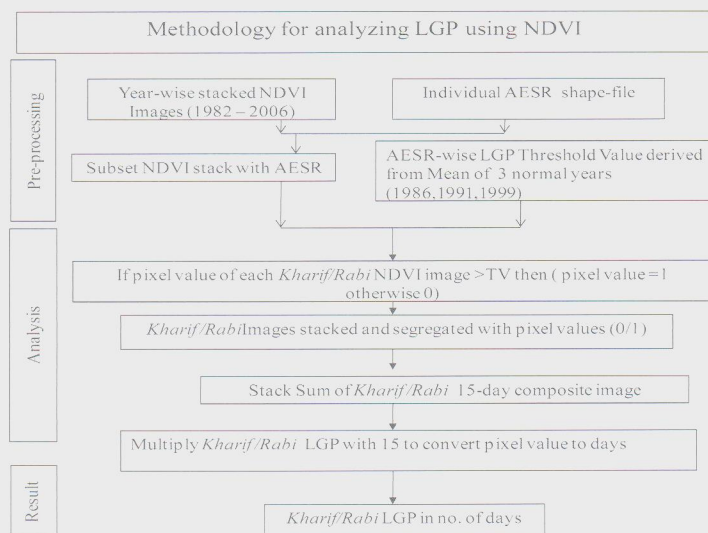 Methodology for analyzing LGP using NDVI
Pre-processing
Year-wise stacked NDVI
Images (1982 – 2006)
Individual AESR shape-file
Subset NDVI stack with AESR
AESR-wise LGP Threshold Value derived
from Mean of 3 normal years
(1986,1991,1999)
Analysis
If pixel value of each Kharif/Rabi NDVI image >TV then ( pixel value =1
otherwise 0)
Kharif/Rabi Images stacked and segregated with pixel values (0/1)
Stack Sum of Kharif/Rabi 15-day composite image
Multiply Kharif/Rabi LGP with 15 to convert pixel value to days
Result
Kharif/Rabi LGP in no. of days